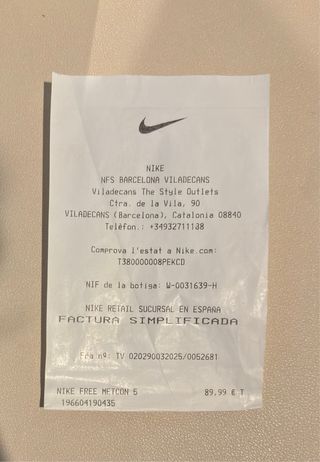 NIKE
NFS BARCELONA VILADECANS
Viladecans The Style Outlets
Ctra. de la Vila, 90
VILADECANS (Barcelona), Catalonia 08840
Telèfon.: +34932711138
Comprova l'estat a Nike.com:
T380000008PEKCD
NIF de la botiga: W-0031639-H
NIKE RETAIL SUCURSAL EN ESPAÑA
FACTURA SIMPLIFICADA
Fra nº: TV 020290032025/0052681
NIKE FREE METCON 5 89,99 € T
196604190435